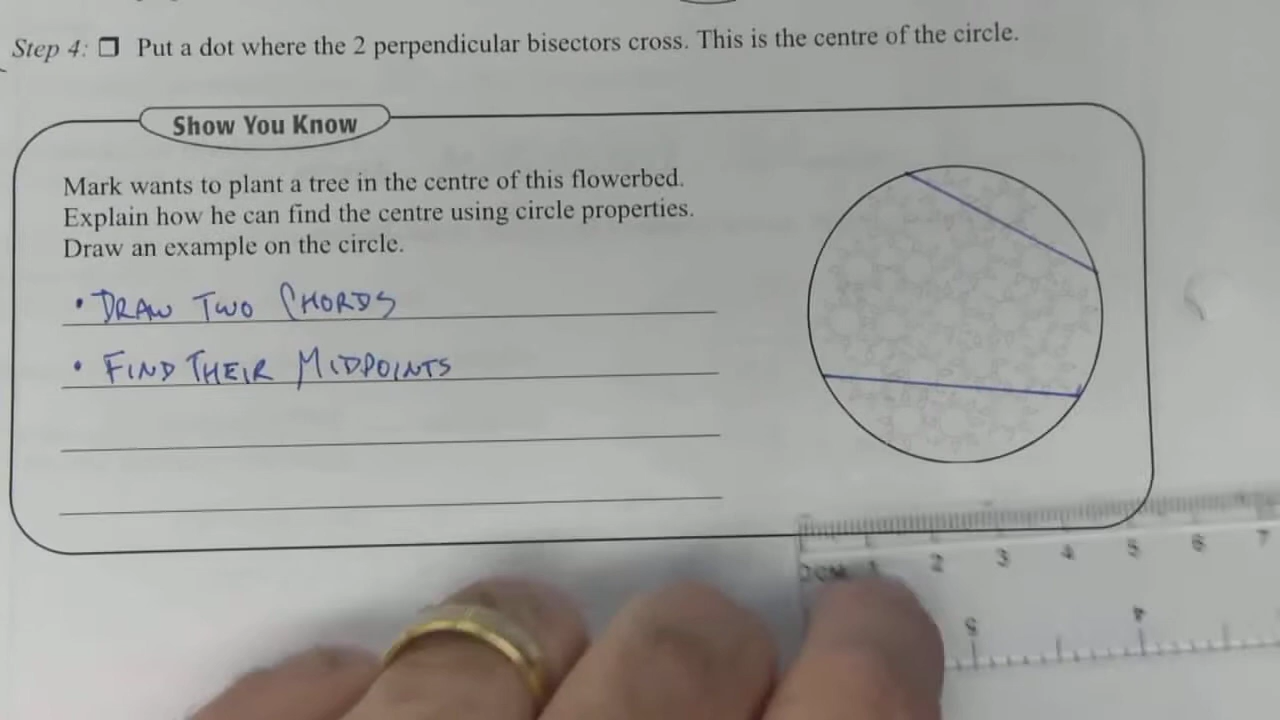 Step 4: Put a dot where the 2 perpendicular bisectors cross. This is the centre of the circle.
Show You Know
Mark wants to plant a tree in the centre of this flowerbed.
Explain how he can find the centre using circle properties.
Draw an example on the circle.
• DRAW TWO CHORDS
• FIND THEIR MIDPOINTS
1 2 3 4 5 6 7
5 4